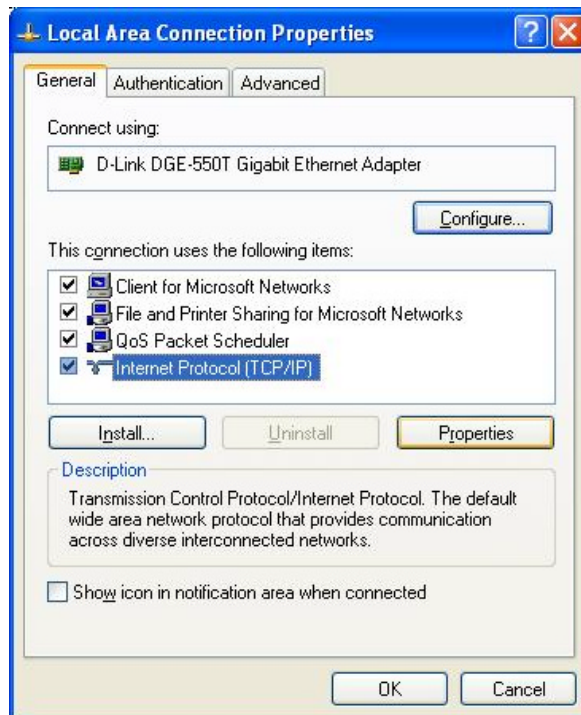 Local Area Connection Properties
General Authentication Advanced
Connect using:
D-Link DGE-550T Gigabit Ethernet Adapter
Configure...
This connection uses the following items:
Client for Microsoft Networks
File and Printer Sharing for Microsoft Networks
QoS Packet Scheduler
Internet Protocol (TCP/IP)
Install... Uninstall Properties
Description
Transmission Control Protocol/Internet Protocol. The default
wide area network protocol that provides communication
across diverse interconnected networks.
Show icon in notification area when connected
OK Cancel